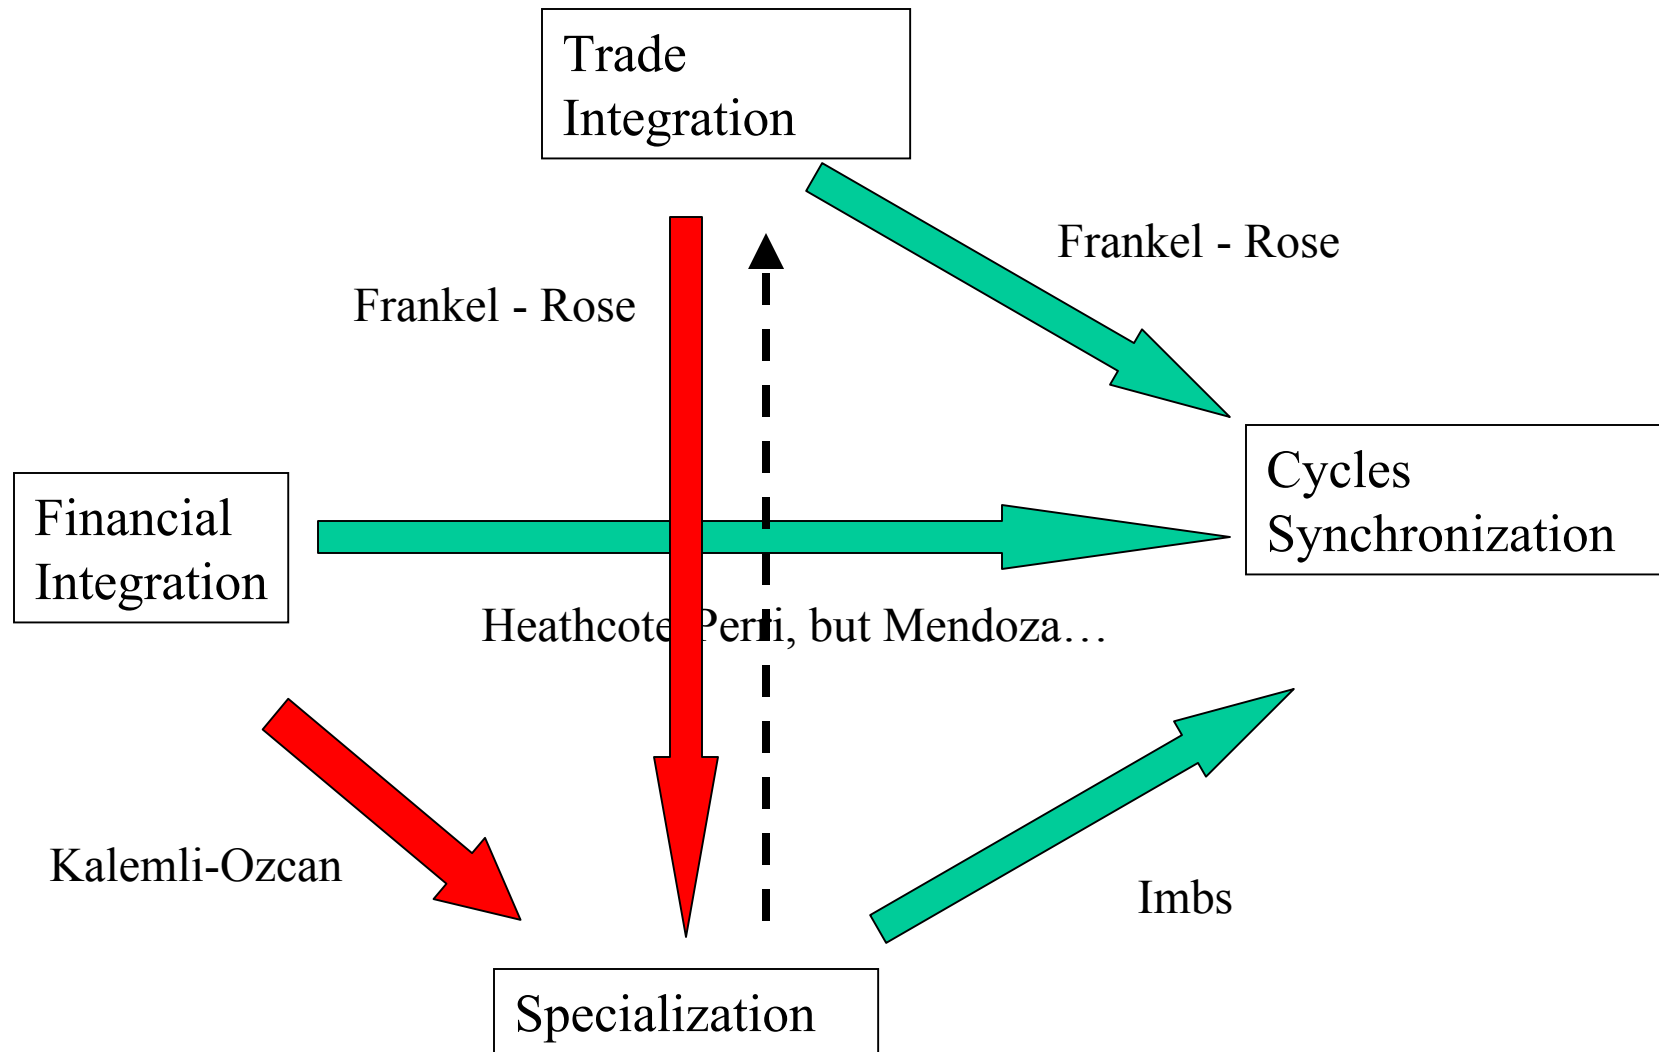 Trade
Integration
Frankel - Rose
Frankel - Rose
Cycles
Synchronization
Financial
Integration
Heathcote Perri, but Mendoza…
Kalemli-Ozcan
Imbs
Specialization